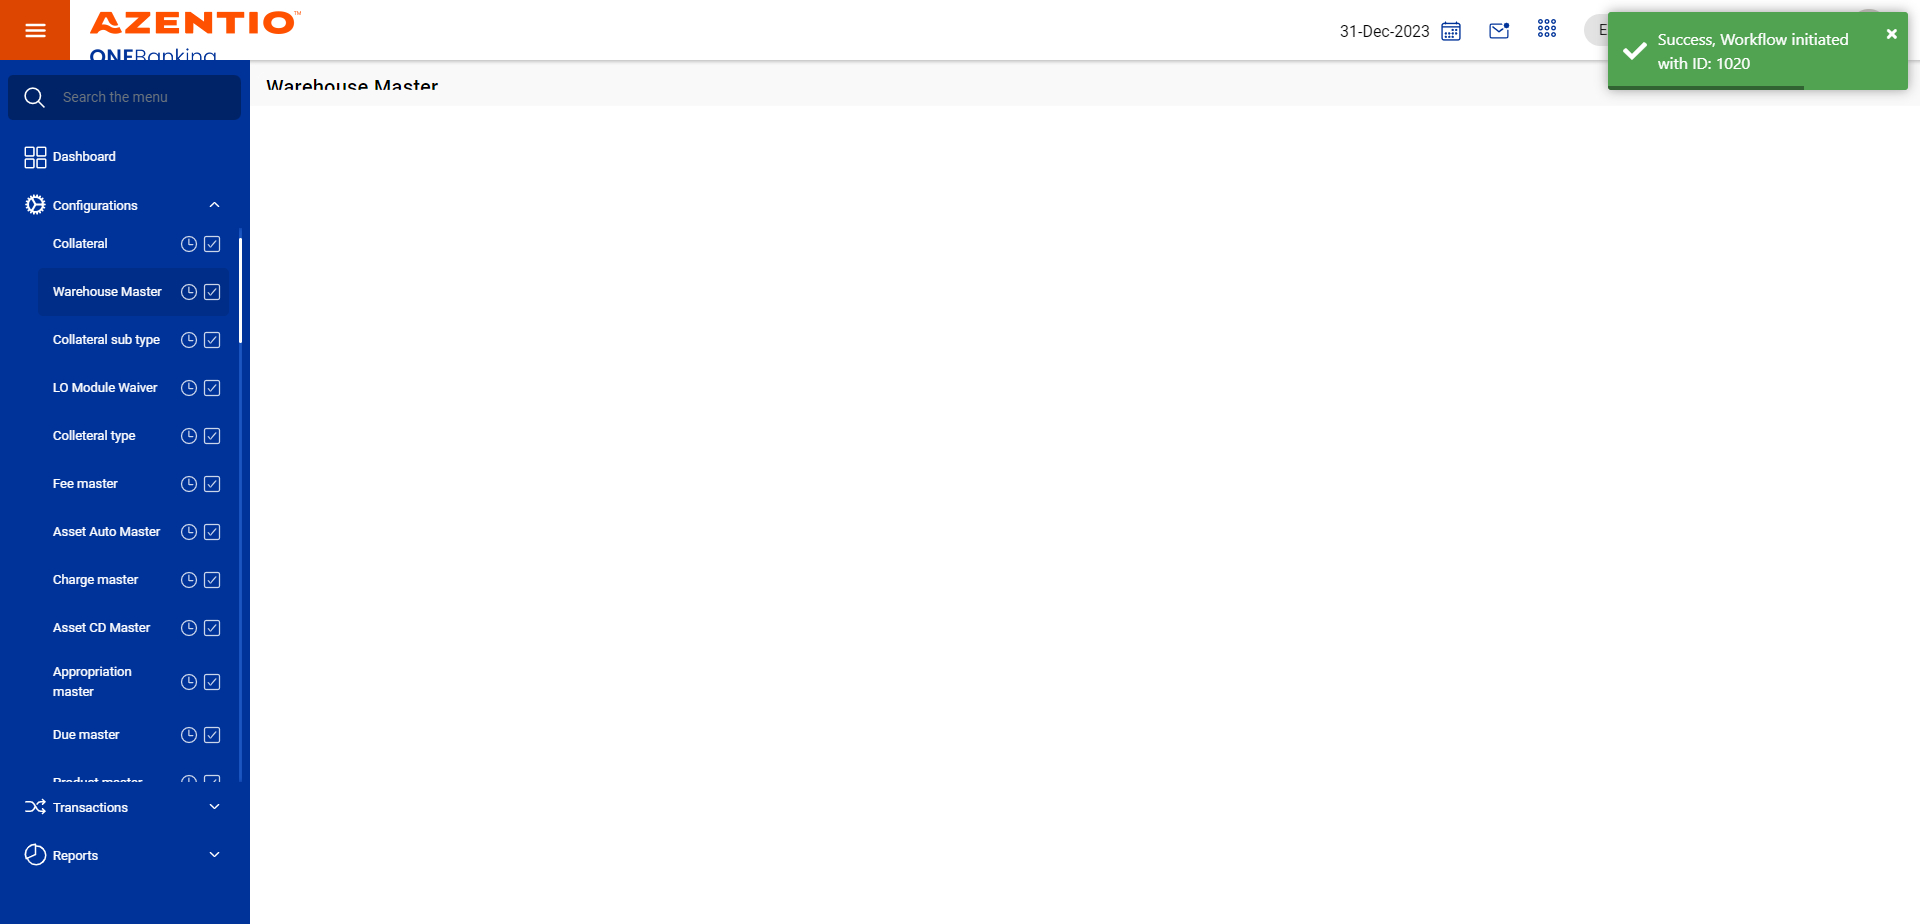 AZENTIO™
ONEBanking
31-Dec-2023
E
Success, Workflow initiated
with ID: 1020
Search the menu
Warehouse Master
Dashboard
Configurations
Collateral
Warehouse Master
Collateral sub type
LO Module Waiver
Colleteral type
Fee master
Asset Auto Master
Charge master
Asset CD Master
Appropriation
master
Due master
Product master
Transactions
Reports